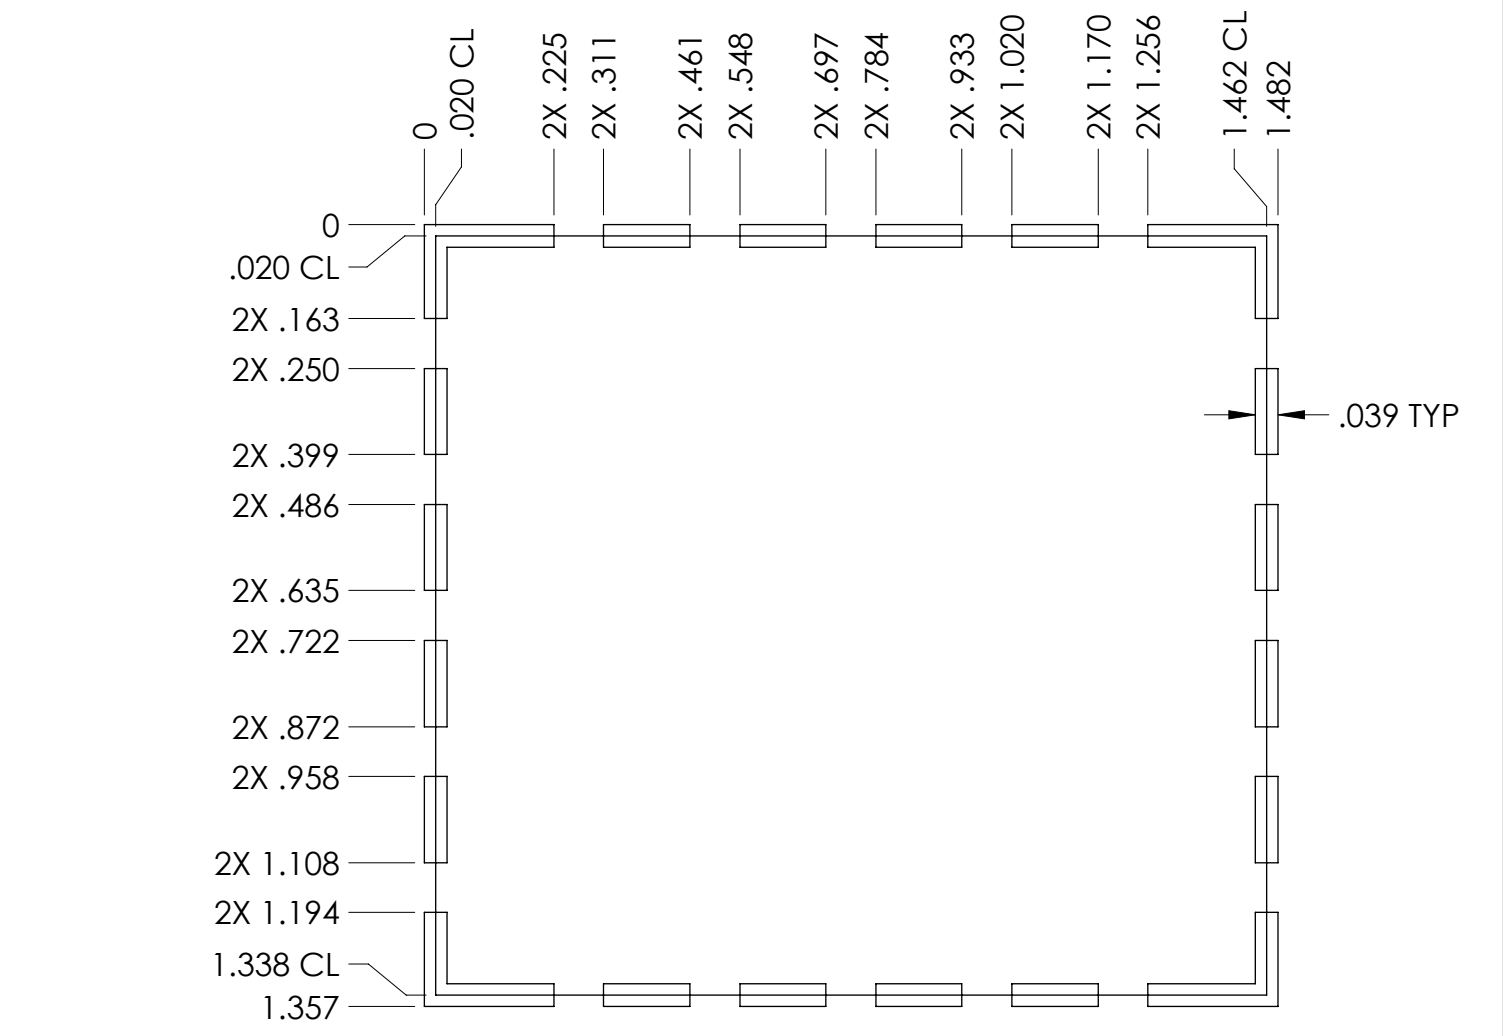 0
.020 CL
2X .225
2X .311
2X .461
2X .548
2X .697
2X .784
2X .933
2X 1.020
2X 1.170
2X 1.256
1.462 CL
1.482
0
.020 CL
2X .163
2X .250
2X .399
.039 TYP
2X .486
2X .635
2X .722
2X .872
2X .958
2X 1.108
2X 1.194
1.338 CL
1.357